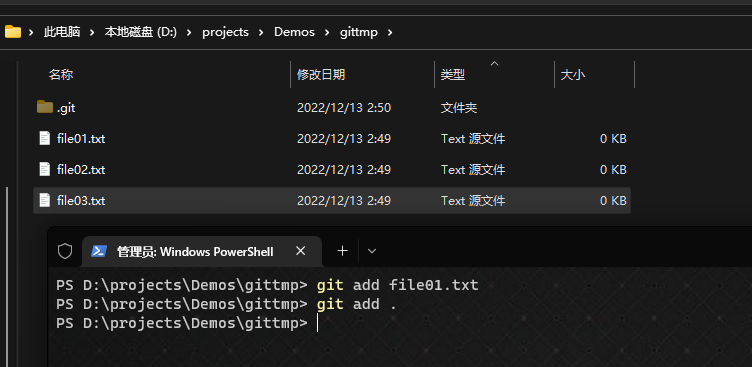 此电脑 › 本地磁盘 (D:) › projects › Demos › gittmp ›
名称 修改日期 类型 大小
.git 2022/12/13 2:50 文件夹
file01.txt 2022/12/13 2:49 Text 源文件 0 KB
file02.txt 2022/12/13 2:49 Text 源文件 0 KB
file03.txt 2022/12/13 2:49 Text 源文件 0 KB
管理员: Windows PowerShell
PS D:\projects\Demos\gittmp> git add file01.txt
PS D:\projects\Demos\gittmp> git add .
PS D:\projects\Demos\gittmp>